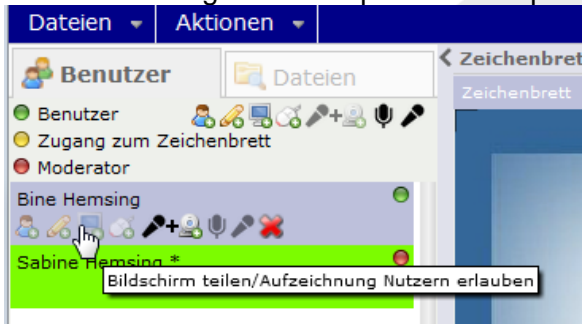 Dateien Aktionen
Benutzer Dateien
Zeichenbret
Benutzer
Zeichenbrett
Zugang zum Zeichenbrett
Moderator
Bine Hemsing
Sabine Hemsing *
Bildschirm teilen/Aufzeichnung Nutzern erlauben